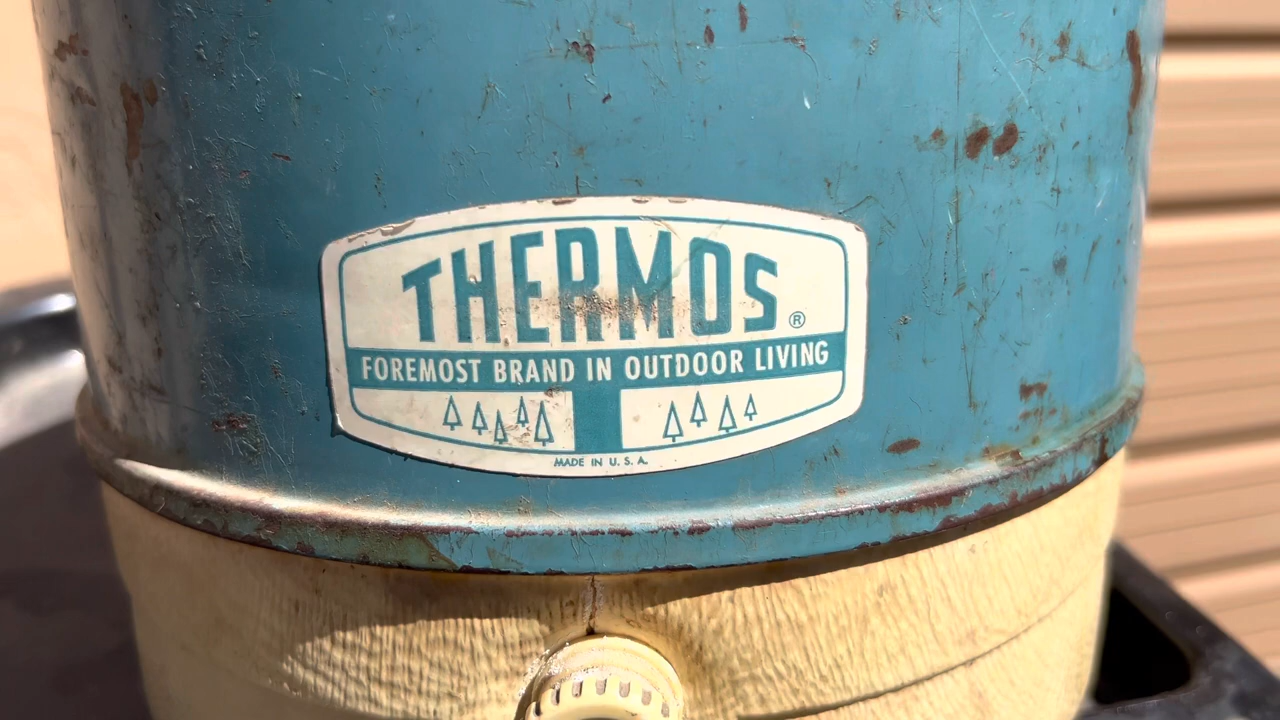 THERMOS ®
FOREMOST BRAND IN OUTDOOR LIVING
MADE IN U. S. A.